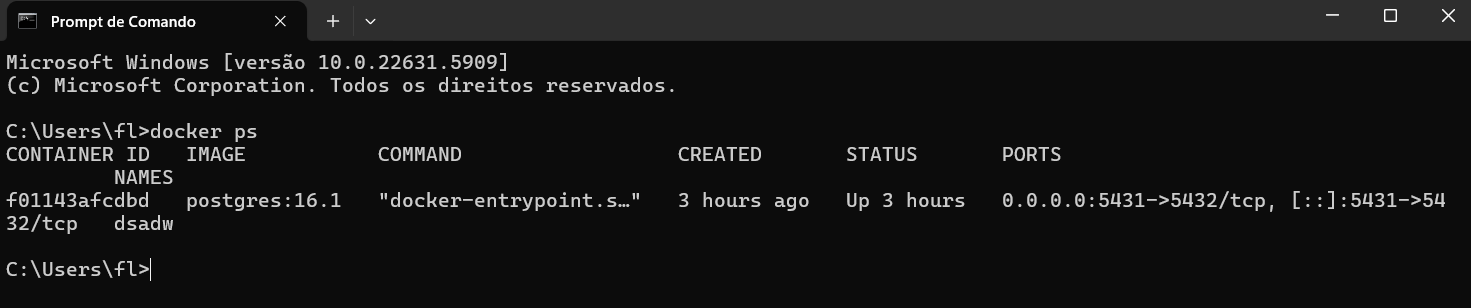 Prompt de Comando
Microsoft Windows [versão 10.0.22631.5909]
(c) Microsoft Corporation. Todos os direitos reservados.
C:\Users\fl>docker ps
CONTAINER ID   IMAGE           COMMAND                  CREATED       STATUS       PORTS
         NAMES
f01143afcdbd   postgres:16.1   "docker-entrypoint.s…"   3 hours ago   Up 3 hours   0.0.0.0:5431->5432/tcp, [::]:5431->54
32/tcp   dsadw
C:\Users\fl>